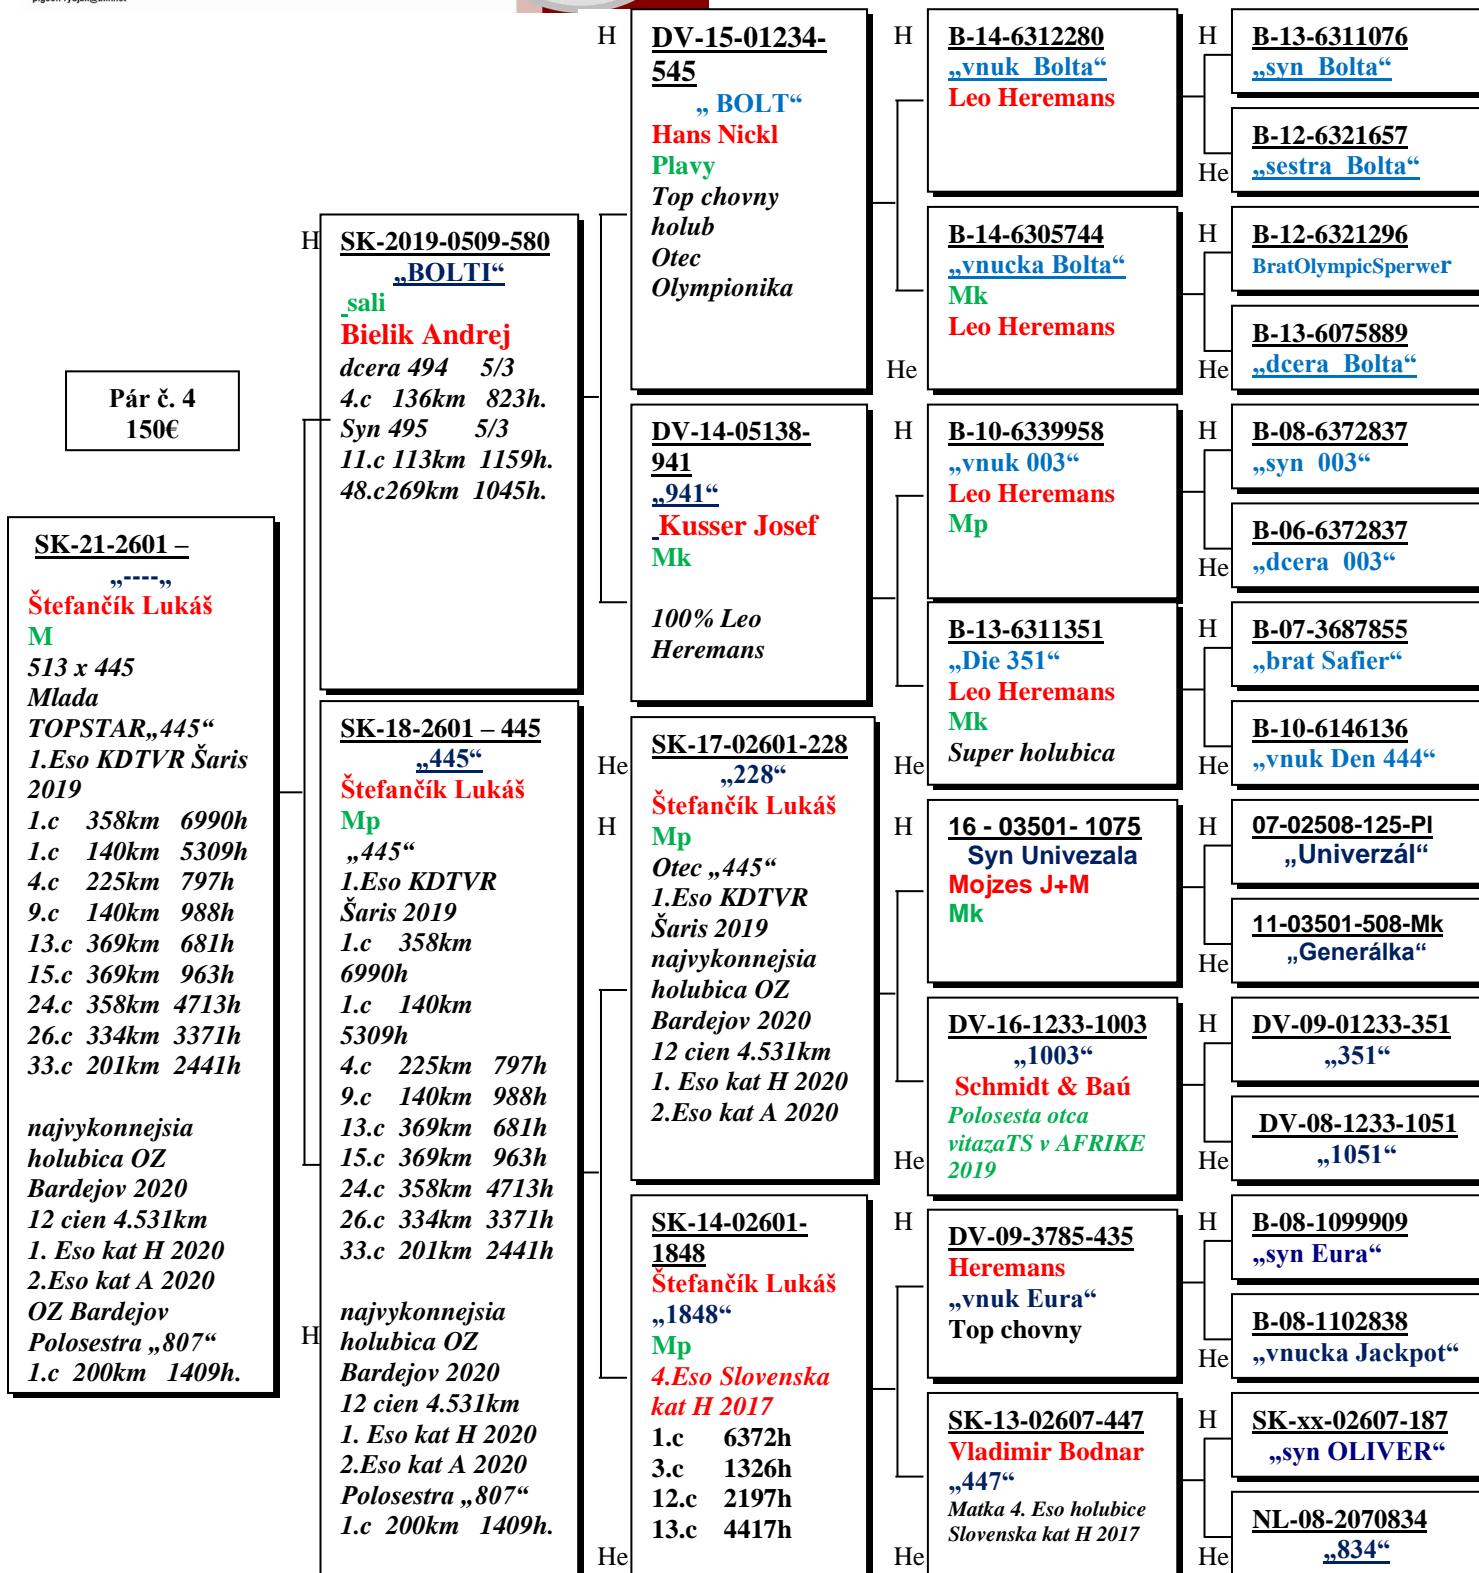 Pár č. 4
150€
SK-21-2601 –
„----„
Štefančík Lukáš
M
513 x 445
Mlada
TOPSTAR„445“
1.Eso KDTVR Šaris
2019
1.c 358km 6990h
1.c 140km 5309h
4.c 225km 797h
9.c 140km 988h
13.c 369km 681h
15.c 369km 963h
24.c 358km 4713h
26.c 334km 3371h
33.c 201km 2441h
najvykonnejsia
holubica OZ
Bardejov 2020
12 cien 4.531km
1. Eso kat H 2020
2.Eso kat A 2020
OZ Bardejov
Polosestra „807“
1.c 200km 1409h.
H
SK-2019-0509-580
„BOLTI“
sali
Bielik Andrej
dcera 494 5/3
4.c 136km 823h.
Syn 495 5/3
11.c 113km 1159h.
48.c269km 1045h.
H
SK-18-2601 – 445
„445“
Štefančík Lukáš
Mp
„445“
1.Eso KDTVR
Šaris 2019
1.c 358km
6990h
1.c 140km
5309h
4.c 225km 797h
9.c 140km 988h
13.c 369km 681h
15.c 369km 963h
24.c 358km 4713h
26.c 334km 3371h
33.c 201km 2441h
najvykonnejsia
holubica OZ
Bardejov 2020
12 cien 4.531km
1. Eso kat H 2020
2.Eso kat A 2020
Polosestra „807“
1.c 200km 1409h.
H
DV-15-01234-
545
„ BOLT“
Hans Nickl
Plavy
Top chovny
holub
Otec
Olympionika
DV-14-05138-
941
„941“
Kusser Josef
Mk
100% Leo
Heremans
He
H
SK-17-02601-228
„228“
Štefančík Lukáš
Mp
Otec „445“
1.Eso KDTVR
Šaris 2019
najvykonnejsia
holubica OZ
Bardejov 2020
12 cien 4.531km
1. Eso kat H 2020
2.Eso kat A 2020
SK-14-02601-
1848
Štefančík Lukáš
„1848“
Mp
4.Eso Slovenska
kat H 2017
1.c 6372h
3.c 1326h
12.c 2197h
13.c 4417h
He
H
B-14-6312280
„vnuk Bolta“
Leo Heremans
B-14-6305744
„vnucka Bolta“
Mk
Leo Heremans
He
H
B-10-6339958
„vnuk 003“
Leo Heremans
Mp
B-13-6311351
„Die 351“
Leo Heremans
Mk
Super holubica
He
H
16 - 03501- 1075
Syn Univezala
Mojzes J+M
Mk
DV-16-1233-1003
„1003“
Schmidt & Baú
Polosesta otca
vitazaTS v AFRIKE
2019
He
H
DV-09-3785-435
Heremans
„vnuk Eura“
Top chovny
SK-13-02607-447
Vladimir Bodnar
„447“
Matka 4. Eso holubice
Slovenska kat H 2017
He
H
B-13-6311076
„syn Bolta“
B-12-6321657
He
„sestra Bolta“
H
B-12-6321296
BratOlympicSperwer
B-13-6075889
He
„dcera Bolta“
H
B-08-6372837
„syn 003“
B-06-6372837
He
„dcera 003“
H
B-07-3687855
„brat Safier“
B-10-6146136
He
„vnuk Den 444“
H
07-02508-125-Pl
„Univerzál“
11-03501-508-Mk
He
„Generálka“
H
DV-09-01233-351
„351“
DV-08-1233-1051
He
„1051“
H
B-08-1099909
„syn Eura“
B-08-1102838
He
„vnucka Jackpot“
H
SK-xx-02607-187
„syn OLIVER“
NL-08-2070834
He
„834“